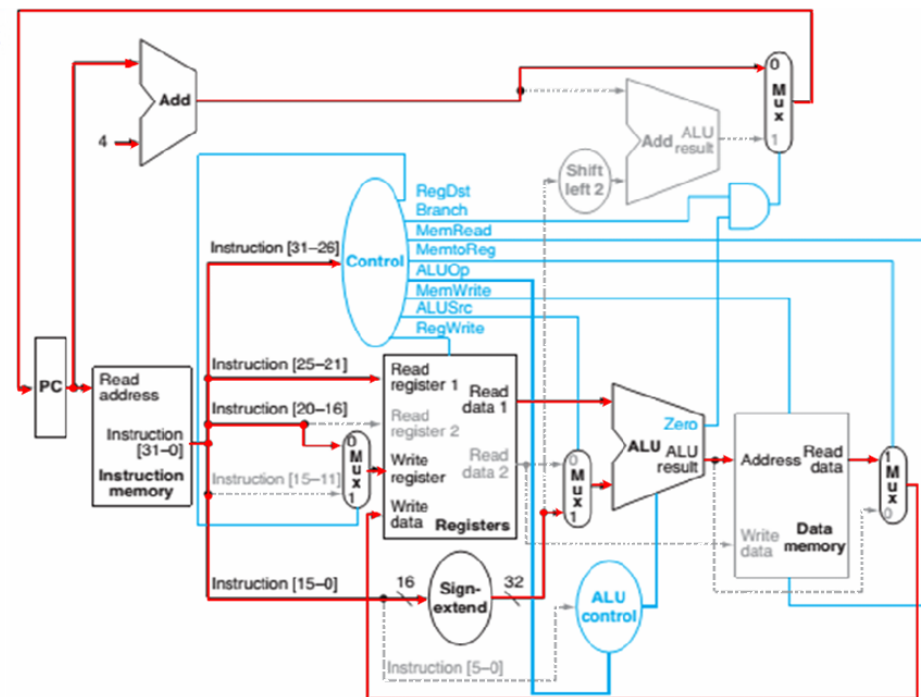 0
Mux
1
Add
4
Add ALU
result
Shift
left 2
RegDst
Branch
MemRead
MemtoReg
ALUOp
MemWrite
ALUSrc
RegWrite
Control
Instruction [31–26]
PC
Read
address
Instruction
[31–0]
Instruction
memory
Instruction [25–21]
Instruction [20–16]
Instruction [15–11]
Instruction [15–0]
0
Mux
1
Read
register 1
Read
register 2
Write
register
Write
data
Read
data 1
Read
data 2
Registers
0
Mux
1
Zero
ALU ALU
result
Address
Read
data
Write
data
Data
memory
1
Mux
0
16
Sign-
extend
32
ALU
control
Instruction [5–0]